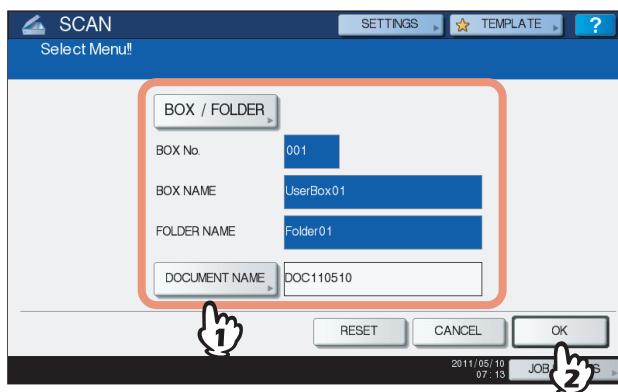 SCAN SETTINGS TEMPLATE ?
Select Menu!!
BOX / FOLDER
BOX No. 001
BOX NAME UserBox01
FOLDER NAME Folder01
DOCUMENT NAME DOC110510
1
RESET CANCEL OK
2011/05/10
07 : 13
JOB
2